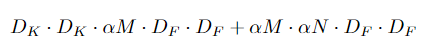 D_K · D_K · αM · D_F · D_F + αM · αN · D_F · D_F